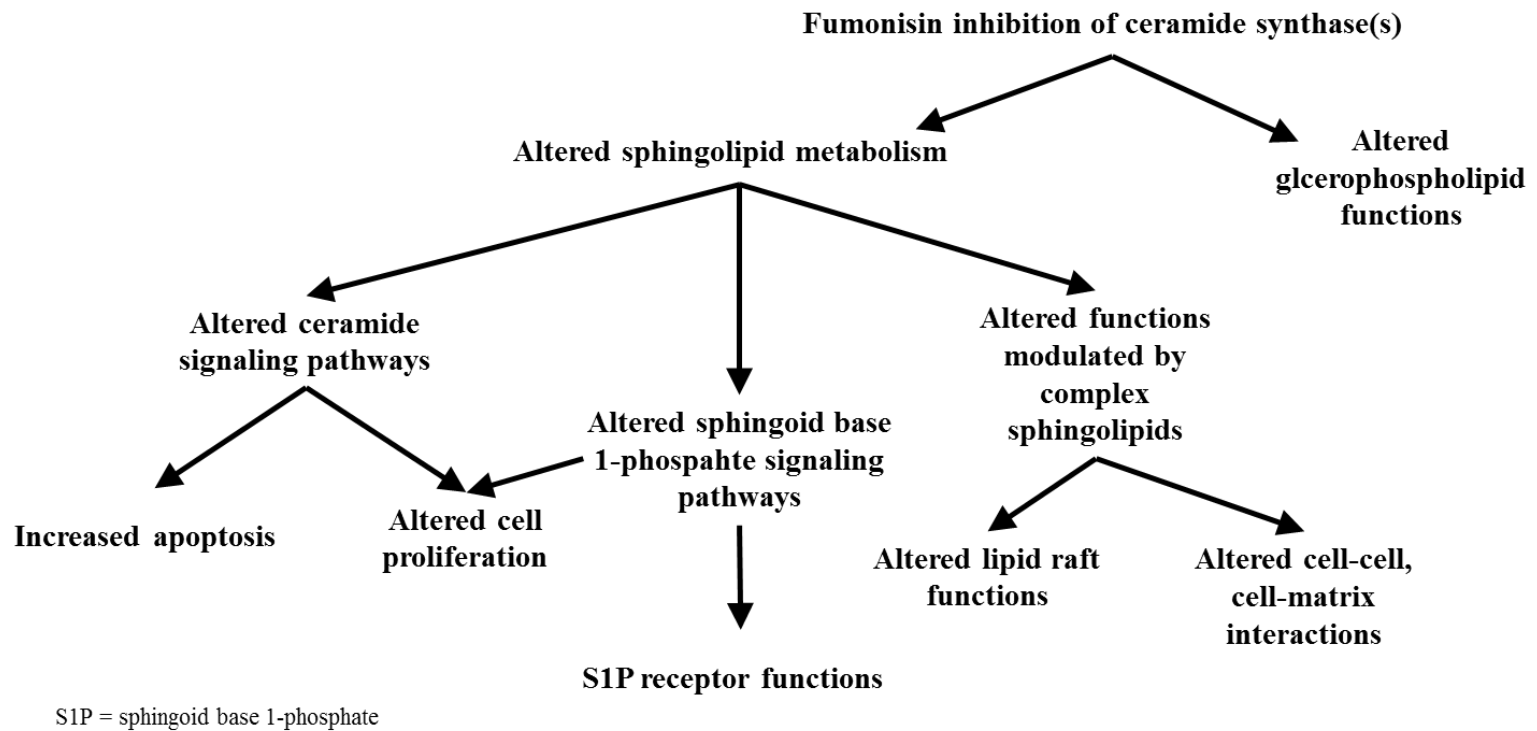 Fumonisin inhibition of ceramide synthase(s)
Altered sphingolipid metabolism
Altered
glcerophospholipid
functions
Altered ceramide
signaling pathways
Altered functions
modulated by
complex
sphingolipids
Altered sphingoid base
1-phospahte signaling
pathways
Increased apoptosis
Altered cell
proliferation
Altered lipid raft
functions
Altered cell-cell,
cell-matrix
interactions
S1P receptor functions
S1P = sphingoid base 1-phosphate